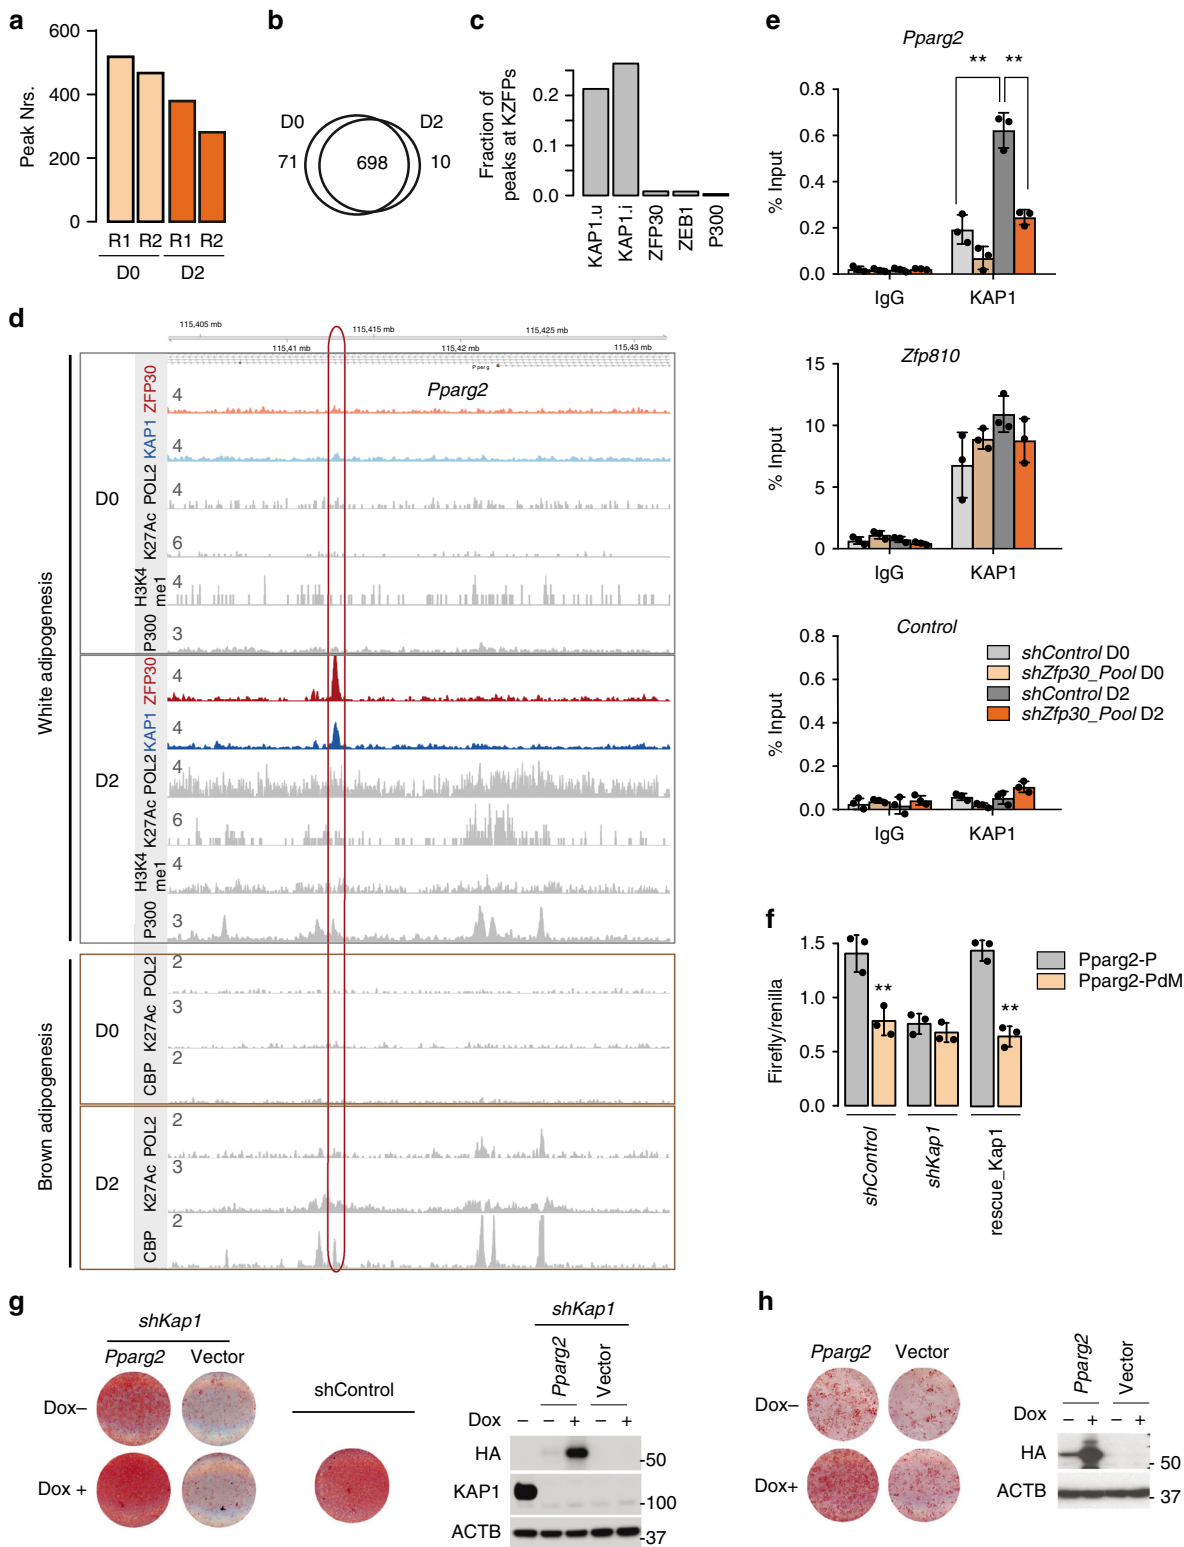 a
600
400
200
0
Peak Nrs.
R1 R2 R1 R2
D0 D2
b
D0 D2
71 698 10
c
Fraction of
peaks at KZFPs
0.2
0.1
0.0
KAP1.u
KAP1.i
ZFP30
ZEB1
P300
d
115,405 mb 115,415 mb 115,425 mb
115,41 mb 115,42 mb 115,43 mb
Pparg
Pparg2
White adipogenesis
D0
ZFP30 4
KAP1 4
POL2 4
K27Ac 6
H3K4
me1 4
P300 3
D2
ZFP30 4
KAP1 4
POL2 4
K27Ac 6
H3K4
me1 4
P300 3
Brown adipogenesis
D0
POL2 2
K27Ac 3
CBP 2
D2
POL2 2
K27Ac 3
CBP 2
e
Pparg2
** **
0.8
0.6
0.4
0.2
0.0
% Input
IgG KAP1
Zfp810
15
10
5
0
% Input
IgG KAP1
Control
0.8
0.6
0.4
0.2
0.0
% Input
IgG KAP1
shControl D0
shZfp30_Pool D0
shControl D2
shZfp30_Pool D2
f
1.5
1.0
0.5
0.0
Firefly/renilla
**
**
shControl
shKap1
rescue_Kap1
Pparg2-P
Pparg2-PdM
g
shKap1
Pparg2 Vector
Dox–
Dox +
shControl
shKap1
Pparg2
Vector
Dox – – + – +
HA -50
KAP1 -100
ACTB -37
h
Pparg2 Vector
Dox–
Dox+
Pparg2
Vector
Dox – + – +
HA - 50
ACTB - 37